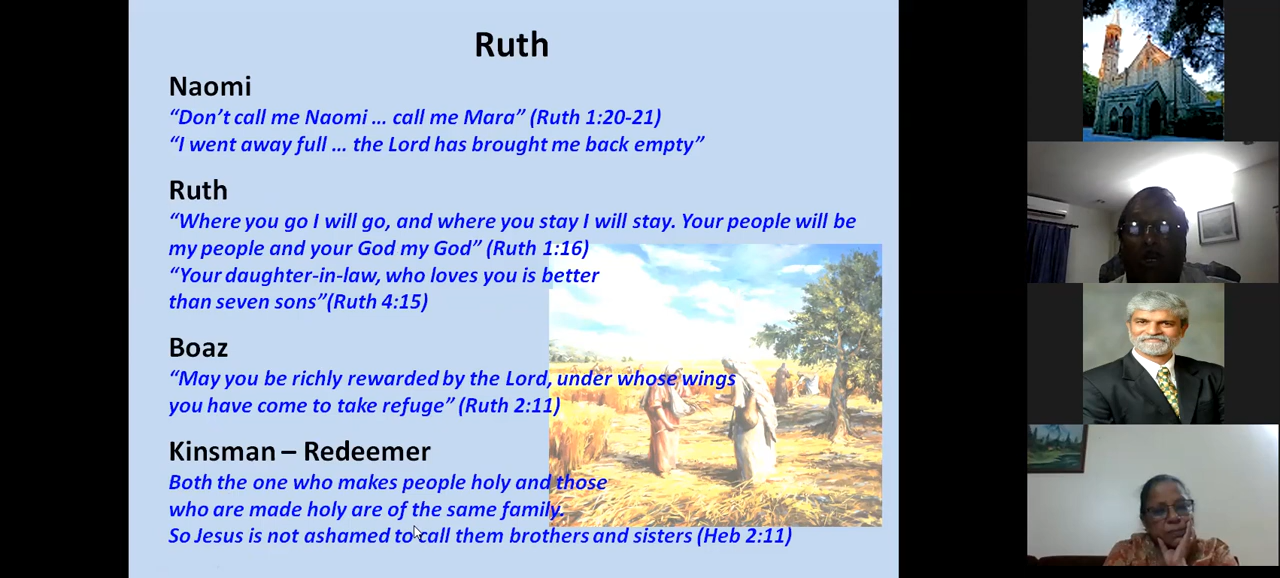 Ruth
Naomi
“Don’t call me Naomi … call me Mara” (Ruth 1:20-21)
“I went away full … the Lord has brought me back empty”
Ruth
“Where you go I will go, and where you stay I will stay. Your people will be
my people and your God my God” (Ruth 1:16)
“Your daughter-in-law, who loves you is better
than seven sons”(Ruth 4:15)
Boaz
“May you be richly rewarded by the Lord, under whose wings
you have come to take refuge” (Ruth 2:11)
Kinsman – Redeemer
Both the one who makes people holy and those
who are made holy are of the same family.
So Jesus is not ashamed to call them brothers and sisters (Heb 2:11)